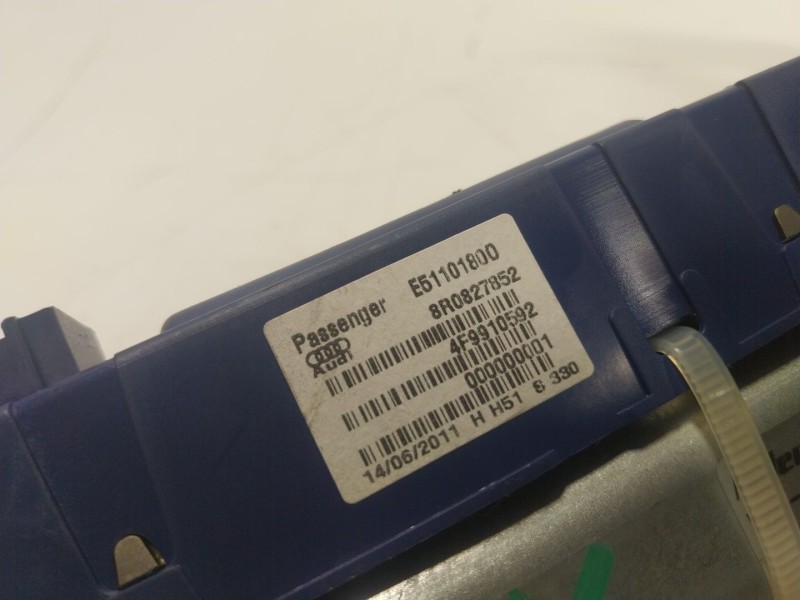 Passenger E51101800
Audi 8R0827852
4F9910592
000000001
14/06/2011 H H51 S 330